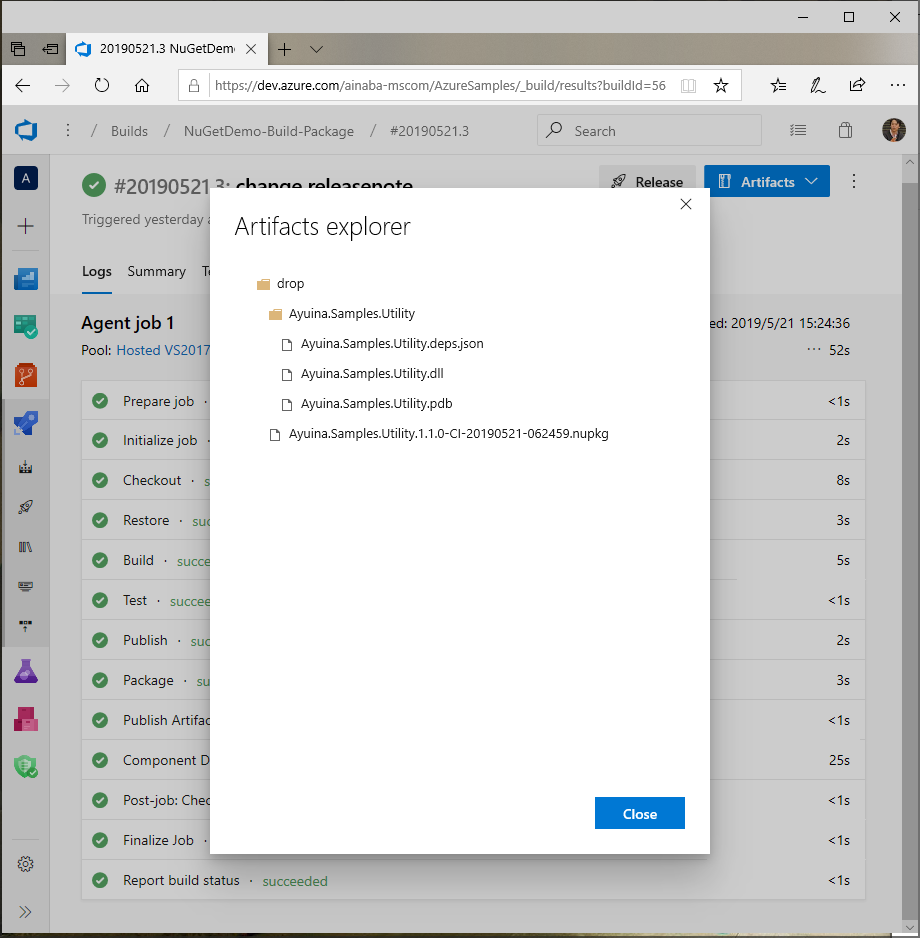 20190521.3 NuGetDem
https://dev.azure.com/ainaba-mscom/AzureSamples/_build/results?buildId=56
/ Builds / NuGetDemo-Build-Package / #20190521.3
Search
A
#20190521.3: change releasenote
Release
Artifacts
Triggered yesterday
Artifacts explorer
Logs
Summary
drop
Ayuina.Samples.Utility
Ayuina.Samples.Utility.deps.json
Ayuina.Samples.Utility.dll
Ayuina.Samples.Utility.pdb
Ayuina.Samples.Utility.1.1.0-CI-20190521-062459.nupkg
Agent job 1
ed: 2019/5/21 15:24:36
Pool: Hosted VS2017
··· 52s
Prepare job · <1s
Initialize job · 2s
Checkout · s 8s
Restore · suc 3s
Build · succe 5s
Test · succee <1s
Publish · suc 2s
Package · su 3s
Publish Artifac <1s
Component D 25s
Post-job: Chec <1s
Finalize Job · <1s
Report build status · succeeded <1s
Close